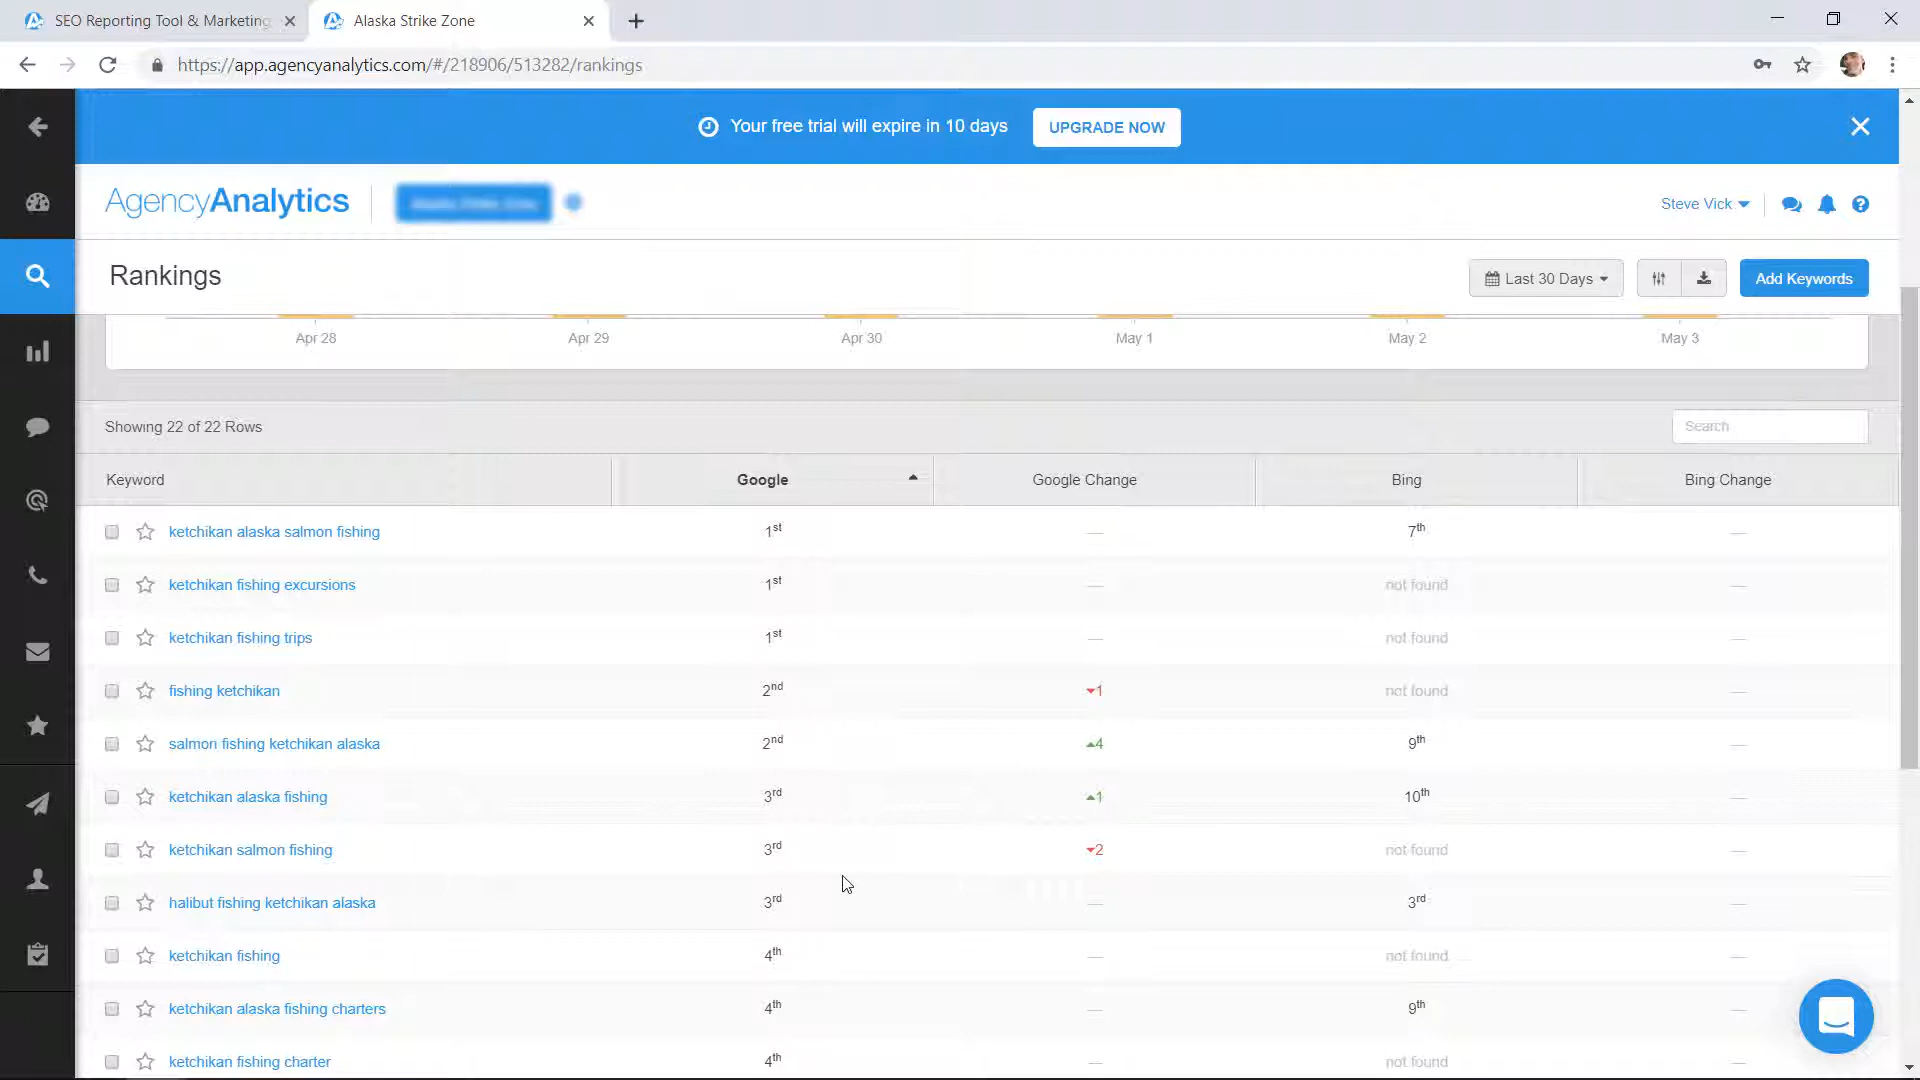 SEO Reporting Tool & Marketing
Alaska Strike Zone
https://app.agencyanalytics.com/#/218906/513282/rankings
Your free trial will expire in 10 days
UPGRADE NOW
AgencyAnalytics
Steve Vick
Rankings
Last 30 Days
Add Keywords
Apr 28 Apr 29 Apr 30 May 1 May 2 May 3
Showing 22 of 22 Rows
Search
Keyword Google Google Change Bing Bing Change
ketchikan alaska salmon fishing 1st — 7th —
ketchikan fishing excursions 1st — not found —
ketchikan fishing trips 1st — not found —
fishing ketchikan 2nd ▾1 not found —
salmon fishing ketchikan alaska 2nd ▴4 9th —
ketchikan alaska fishing 3rd ▴1 10th —
ketchikan salmon fishing 3rd ▾2 not found —
halibut fishing ketchikan alaska 3rd — 3rd —
ketchikan fishing 4th — not found —
ketchikan alaska fishing charters 4th — 9th —
ketchikan fishing charter 4th — not found —